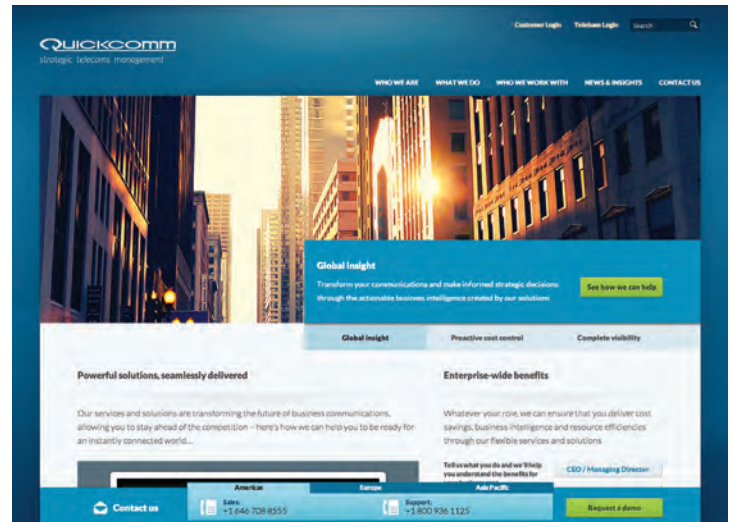 Customer Login Telebase Login Search
QUICKCOMM
strategic telecoms management
WHO WE ARE WHAT WE DO WHO WE WORK WITH NEWS & INSIGHTS CONTACT US
Global Insight
Transform your communications and make informed strategic decisions
through the actionable business intelligence created by our solutions
See how we can help
Global insight Proactive cost control Complete visibility
Powerful solutions, seamlessly delivered
Our services and solutions are transforming the future of business communications,
allowing you to stay ahead of the competition – here's how we can help you to be ready for
an instantly connected world...
Enterprise-wide benefits
Whatever your role, we can ensure that you deliver cost
savings, business intelligence and resource efficiencies
through our flexible services and solutions
Tell us what you do and we'll help
you understand the benefits for
CEO / Managing Director
Americas Europe Asia Pacific
Contact us
Sales:
+1 646 708 8555
Support:
+1 800 936 1125
Request a demo